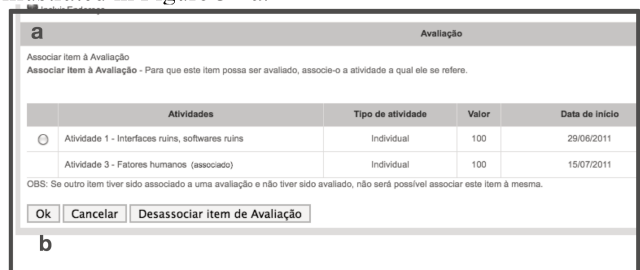 Incluir Endereço
a
Avaliação
Associar item à Avaliação
Associar item à Avaliação - Para que este item possa ser avaliado, associe-o a atividade a qual ele se refere.
Atividades Tipo de atividade Valor Data de início
Atividade 1 - Interfaces ruins, softwares ruins Individual 100 29/06/2011
Atividade 3 - Fatores humanos (associado) Individual 100 15/07/2011
OBS: Se outro item tiver sido associado a uma avaliação e não tiver sido avaliado, não será possível associar este item à mesma.
Ok Cancelar Desassociar item de Avaliação
b